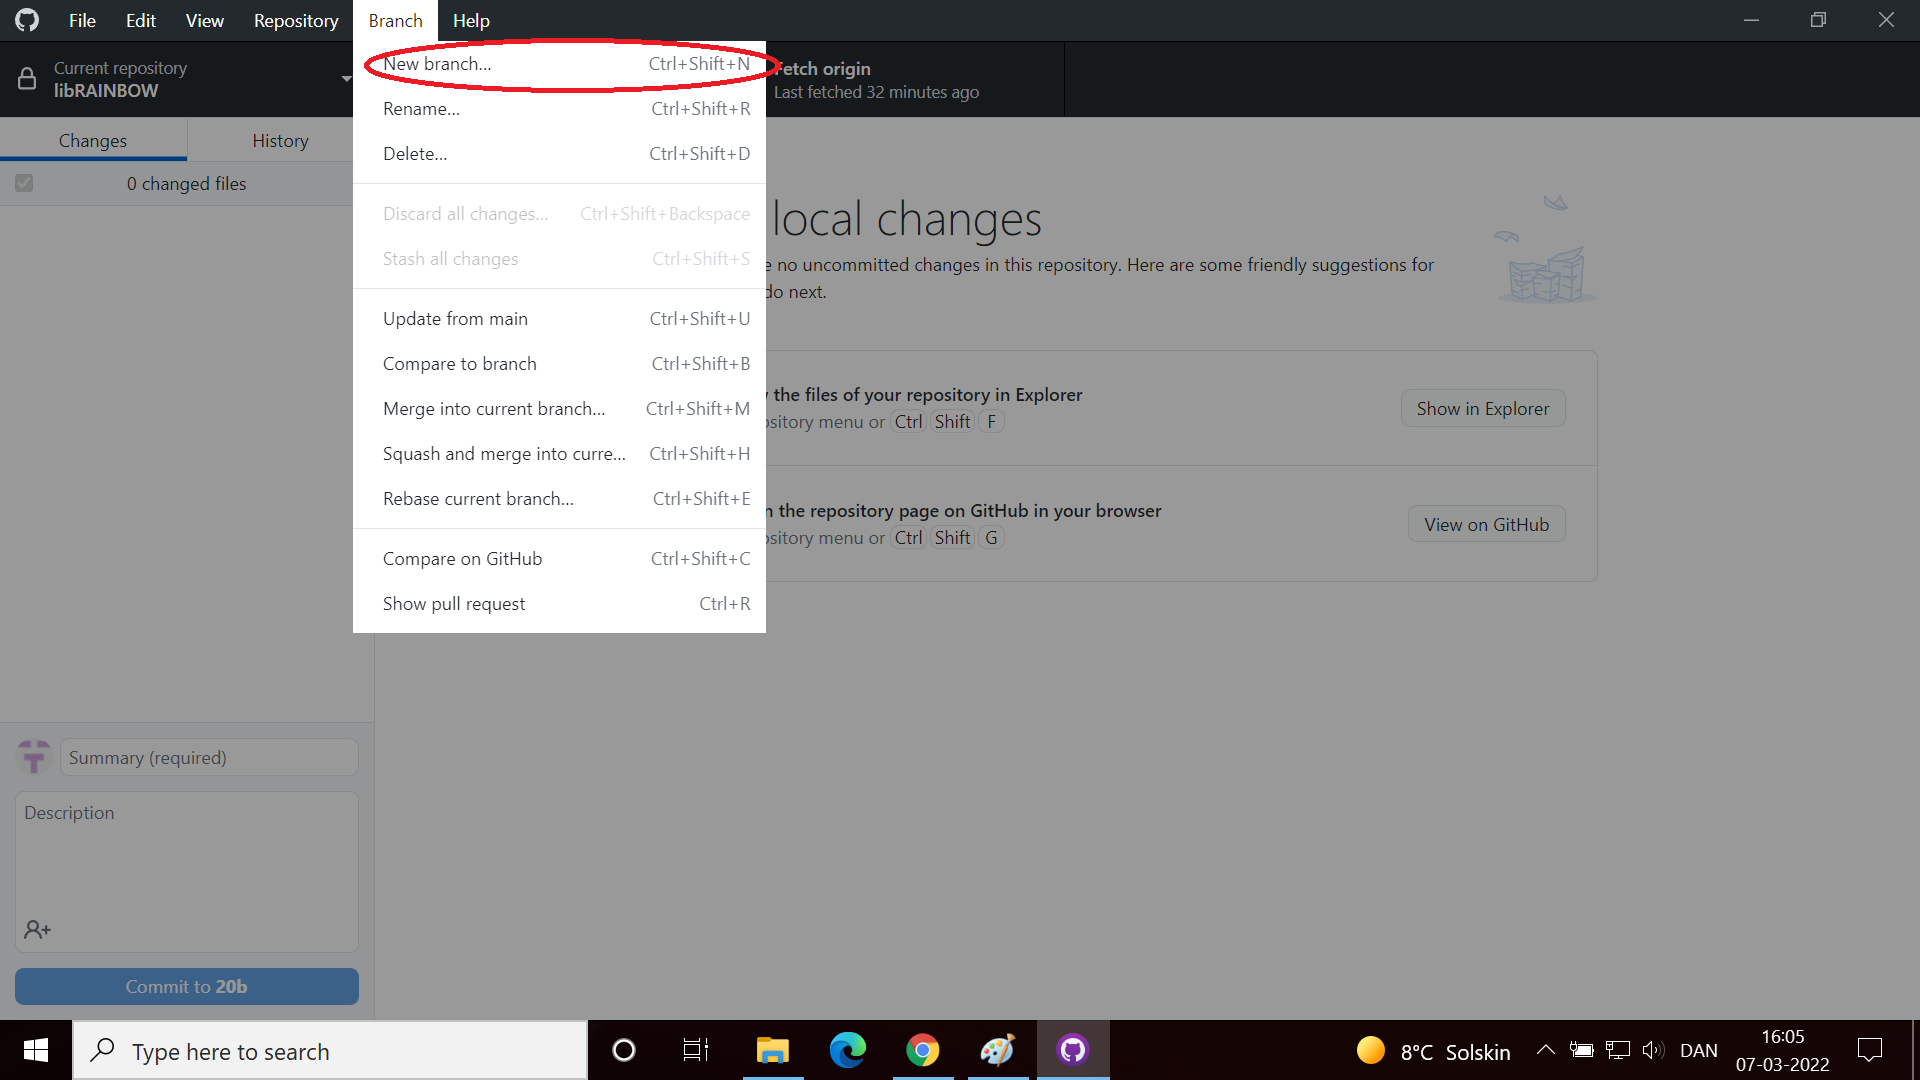 File Edit View Repository Branch Help
Current repository
libRAINBOW
Fetch origin
Last fetched 32 minutes ago
Changes History
0 changed files
New branch... Ctrl+Shift+N
Rename... Ctrl+Shift+R
Delete... Ctrl+Shift+D
Discard all changes... Ctrl+Shift+Backspace
Stash all changes Ctrl+Shift+S
Update from main Ctrl+Shift+U
Compare to branch Ctrl+Shift+B
Merge into current branch... Ctrl+Shift+M
Squash and merge into curre... Ctrl+Shift+H
Rebase current branch... Ctrl+Shift+E
Compare on GitHub Ctrl+Shift+C
Show pull request Ctrl+R
local changes
no uncommitted changes in this repository. Here are some friendly suggestions for
do next.
the files of your repository in Explorer
sitory menu or Ctrl Shift F
Show in Explorer
the repository page on GitHub in your browser
sitory menu or Ctrl Shift G
View on GitHub
Summary (required)
Description
Commit to 20b
Type here to search
8°C Solskin
DAN
16:05
07-03-2022